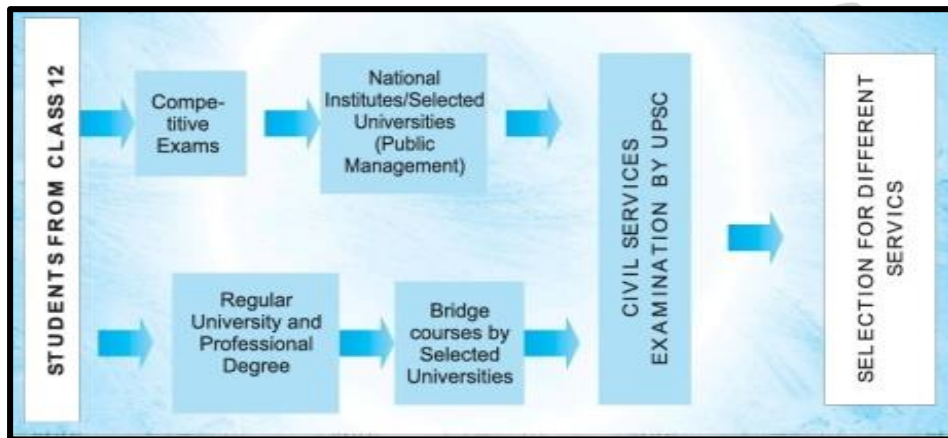 STUDENTS FROM CLASS 12
Compe-
titive
Exams
National
Institutes/Selected
Universities
(Public
Management)
Regular
University and
Professional
Degree
Bridge
courses by
Selected
Universities
CIVIL SERVICES
EXAMINATION BY UPSC
SELECTION FOR DIFFERENT
SERVICS